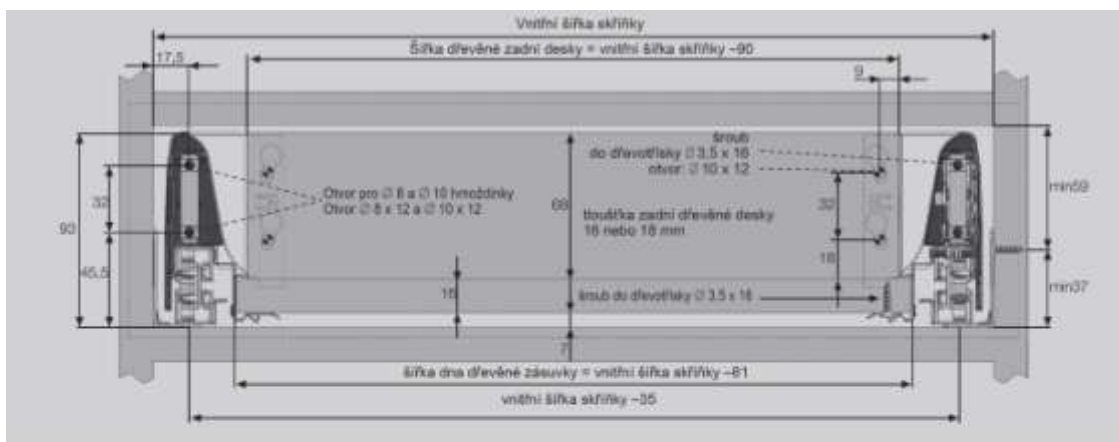 Vnitřní šířka skříňky
Šířka dřevěné zadní desky = vnitřní šířka skříňky –90
17,5
9
šroub
do dřevotřísky ∅ 3,5 x 16
otvor: ∅ 10 x 12
Otvor pro ∅ 8 a ∅ 10 hmoždinky
Otvor ∅ 8 x 12 a ∅ 10 x 12
32
93
45,5
68
32
tloušťka zadní dřevěné desky
16 nebo 18 mm
min59
18
16
šroub do dřevotřísky ∅ 3,5 x 16
min37
7
šířka dna dřevěné zásuvky = vnitřní šířka skříňky –81
vnitřní šířka skříňky –35